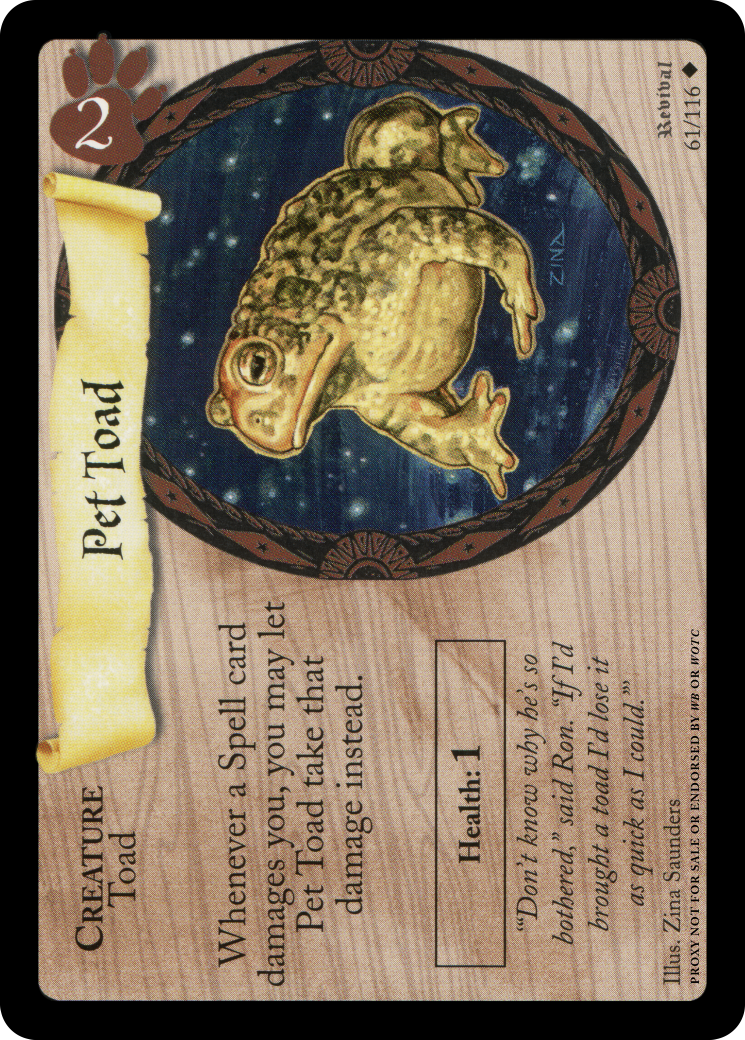 2
Pet Toad
CREATURE
Toad
Whenever a Spell card
damages you, you may let
Pet Toad take that
damage instead.
Health: 1
“‘Don’t know why he’s so
bothered,” said Ron. “If I’d
brought a toad I’d lose it
as quick as I could.’”
ZINA
Illus. Zina Saunders
PROXY NOT FOR SALE OR ENDORSED BY WB OR WOTC
Revival
61/116 ◆